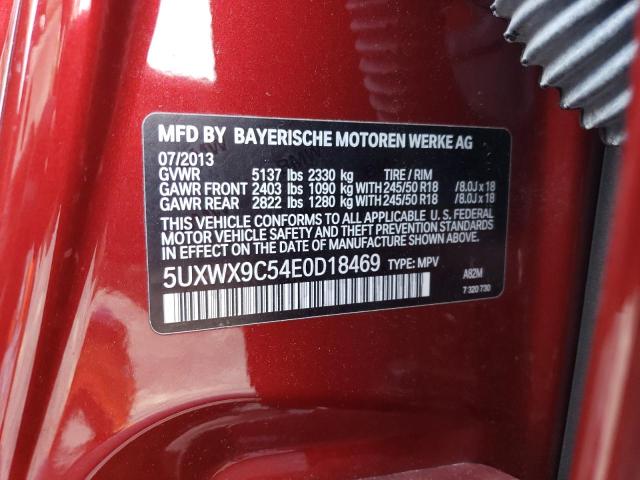 MFD BY BAYERISCHE MOTOREN WERKE AG
07/2013
GVWR 5137 lbs 2330 kg TIRE / RIM
GAWR FRONT 2403 lbs 1090 kg WITH 245/50 R18 /8.0J x 18
GAWR REAR 2822 lbs 1280 kg WITH 245/50 R18 /8.0J x 18
THIS VEHICLE CONFORMS TO ALL APPLICABLE U. S. FEDERAL
MOTOR VEHICLE SAFETY, BUMPER, AND THEFT PREVENTION STANDARDS
IN EFFECT ON THE DATE OF MANUFACTURE SHOWN ABOVE.
5UXWX9C54E0D18469 TYPE: MPV
A82M
7 320 730